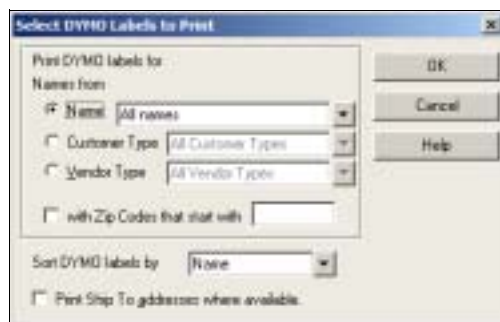 Select DYMO Labels to Print
Print DYMO labels for
Names from
Name All names
Customer Type All Customer Types
Vendor Type All Vendor Types
with Zip Codes that start with
Sort DYMO labels by Name
Print Ship To addresses where available.
OK
Cancel
Help